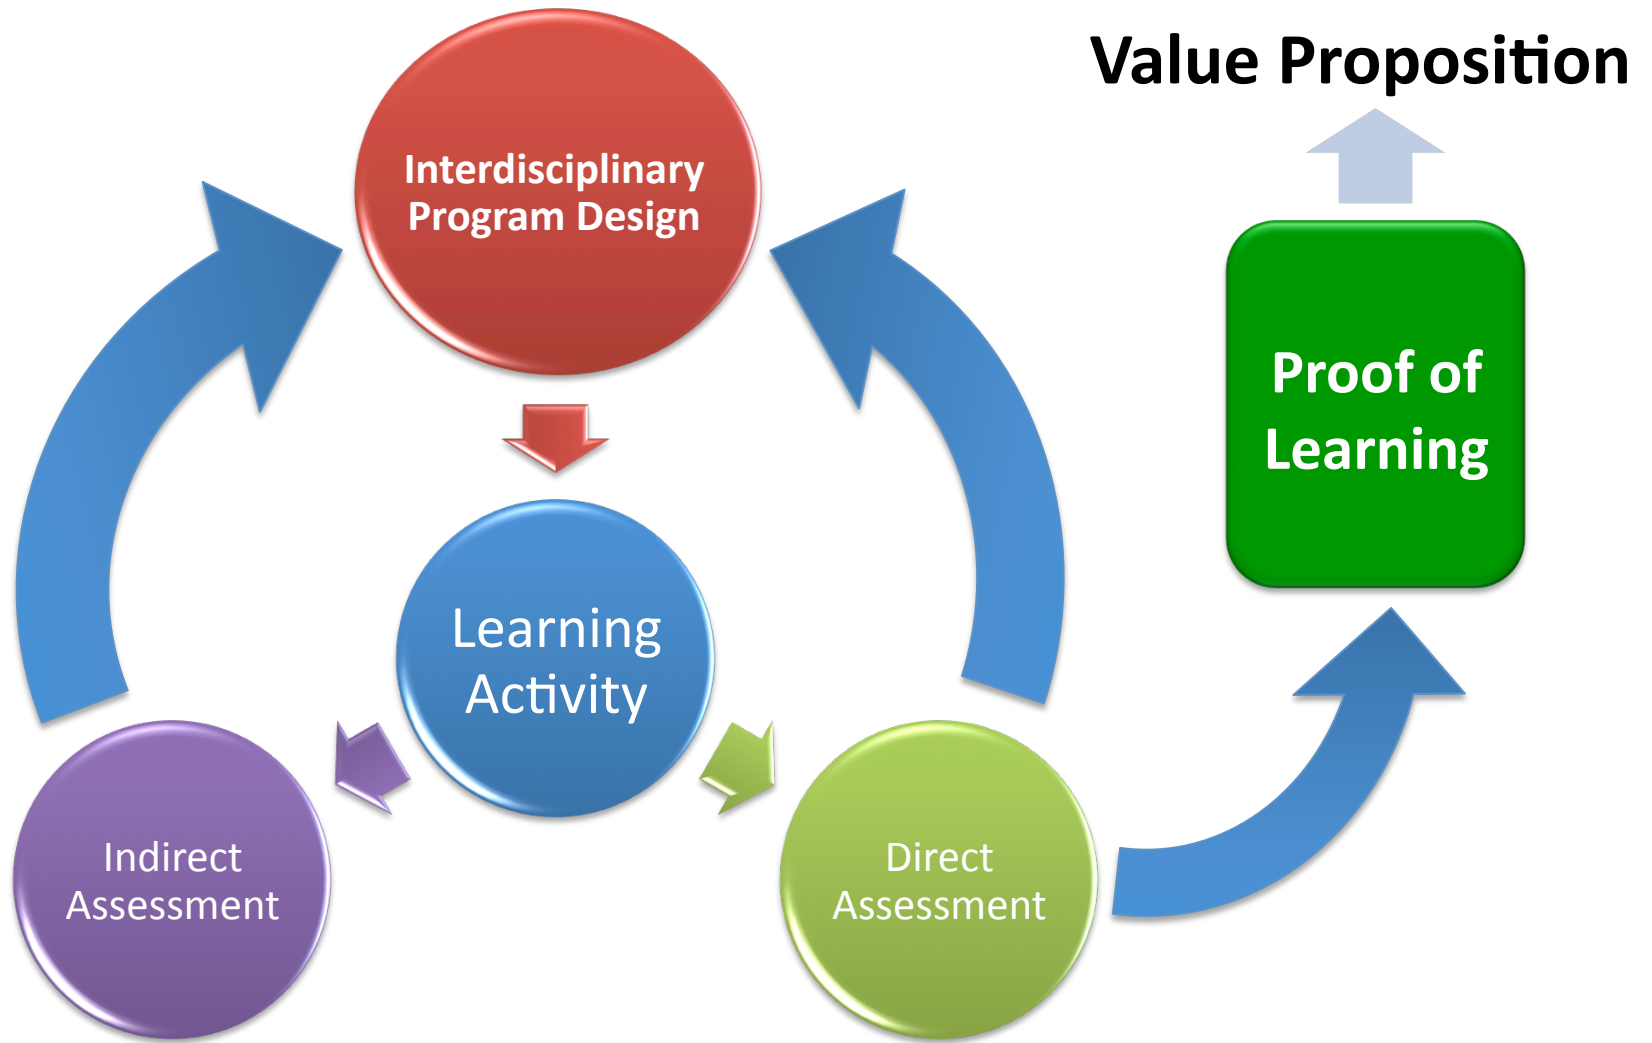 Value Proposition
Interdisciplinary
Program Design
Proof of
Learning
Learning
Activity
Indirect
Assessment
Direct
Assessment